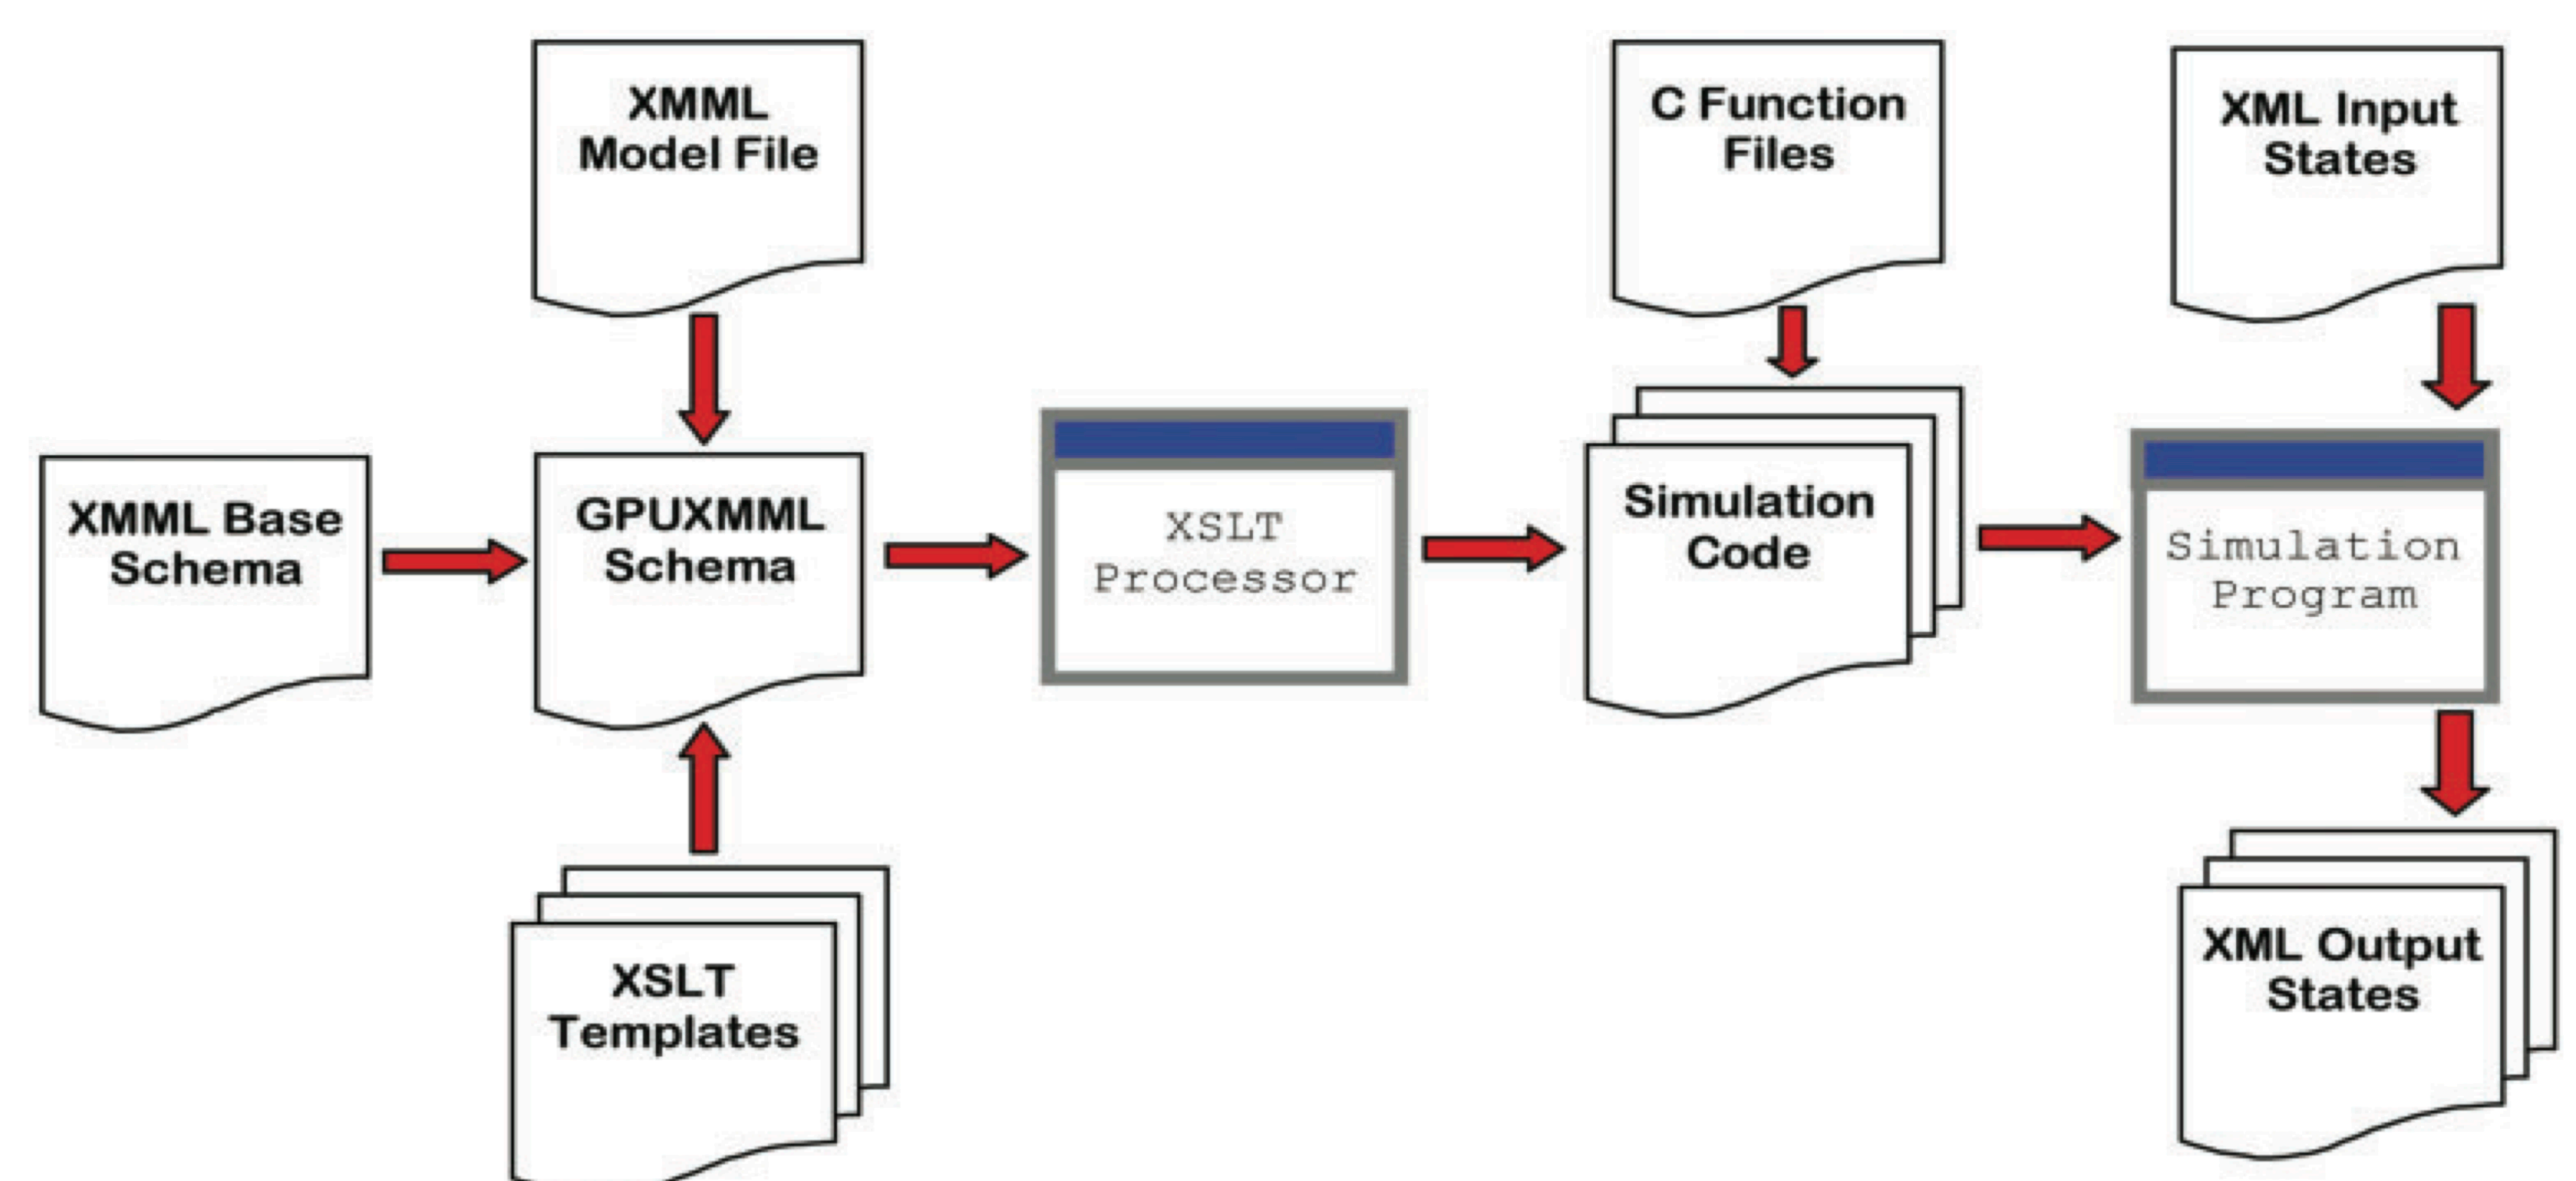 XMML
Model File
C Function
Files
XML Input
States
XMML Base
Schema
GPUXMML
Schema
XSLT
Processor
Simulation
Code
Simulation
Program
XSLT
Templates
XML Output
States